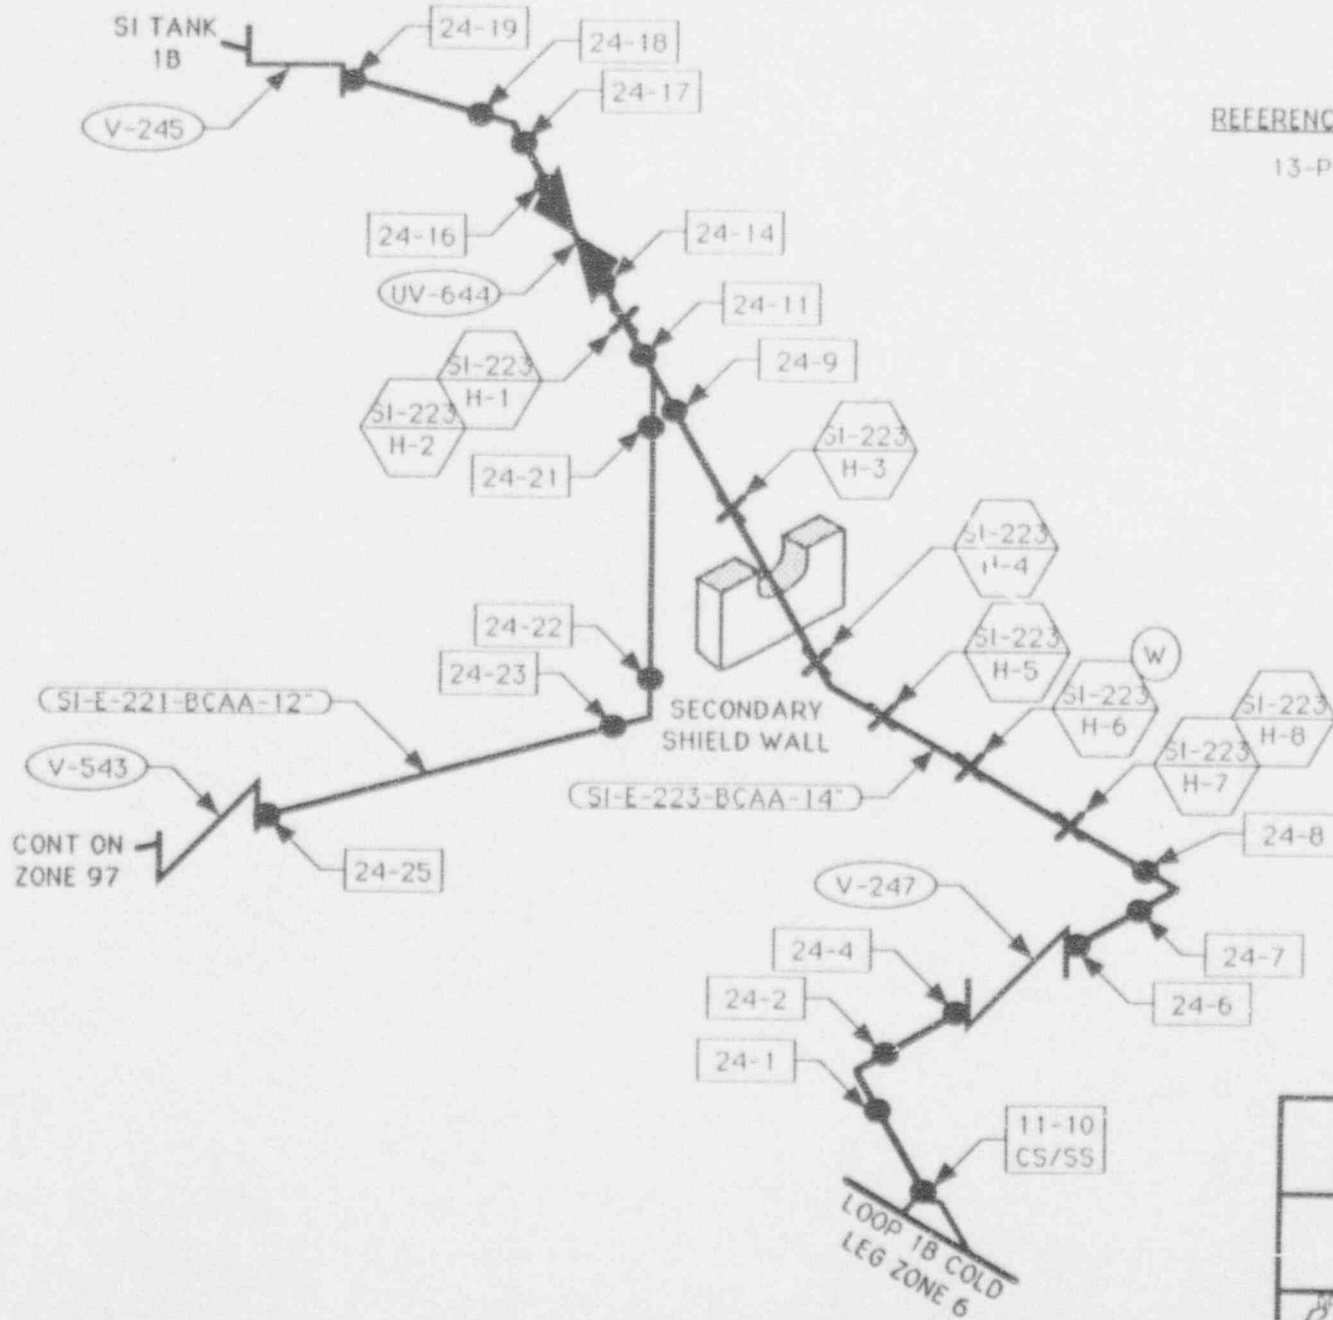 SI TANK
1B
24-19
24-18
24-17
V-245
REFERENC
13-P
24-16
24-14
UV-644
24-11
SI-223
H-1
24-9
SI-223
H-2
SI-223
H-3
24-21
SI-223
H-4
24-22
SI-223
H-5
W
24-23
SI-223
H-6
SI-223
H-8
SI-E-221-BCAA-12"
SECONDARY
SHIELD WALL
SI-223
H-7
V-543
SI-E-223-BCAA-14"
CONT ON
ZONE 97
24-25
24-8
V-247
24-4
24-7
24-2
24-6
24-1
11-10
CS/SS
LOOP 1B COLD
LEG ZONE 6